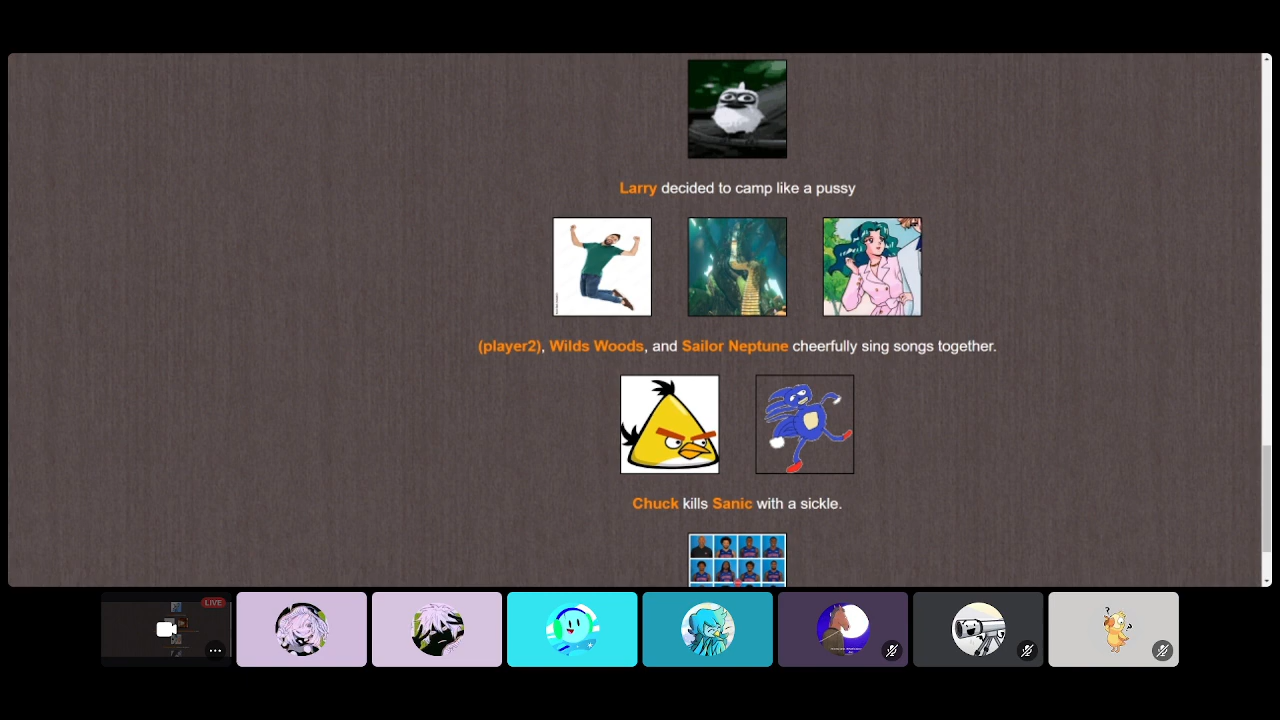 Larry decided to camp like a pussy
(player2), Wilds Woods, and Sailor Neptune cheerfully sing songs together.
Chuck kills Sanic with a sickle.
LIVE